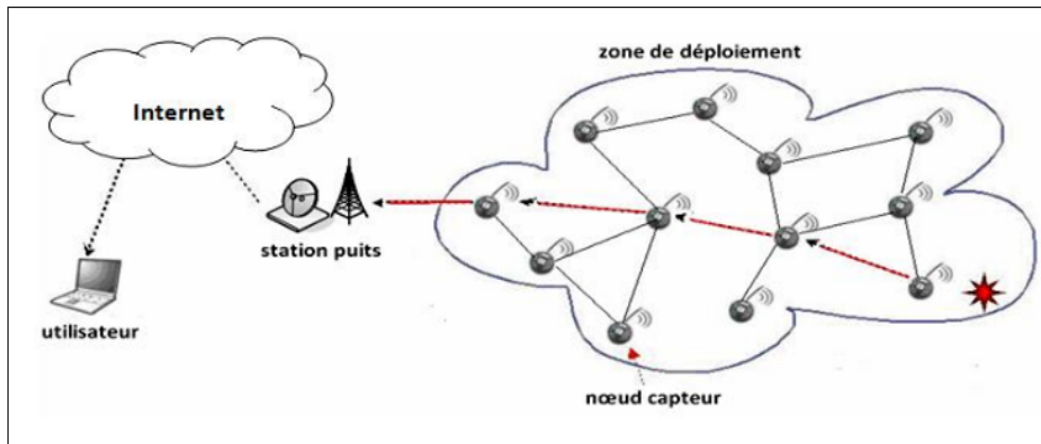 zone de déploiement
Internet
station puits
utilisateur
nœud capteur